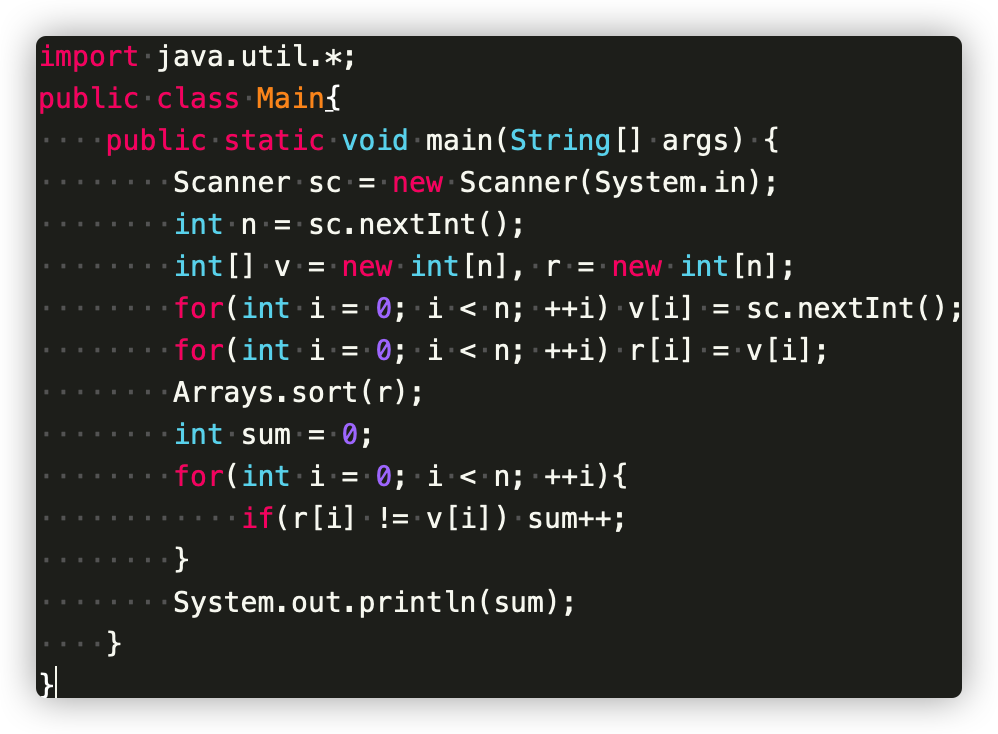 import java.util.*;
public class Main{
    public static void main(String[] args) {
        Scanner sc = new Scanner(System.in);
        int n = sc.nextInt();
        int[] v = new int[n], r = new int[n];
        for(int i = 0; i < n; ++i) v[i] = sc.nextInt();
        for(int i = 0; i < n; ++i) r[i] = v[i];
        Arrays.sort(r);
        int sum = 0;
        for(int i = 0; i < n; ++i){
            if(r[i] != v[i]) sum++;
        }
        System.out.println(sum);
    }
}